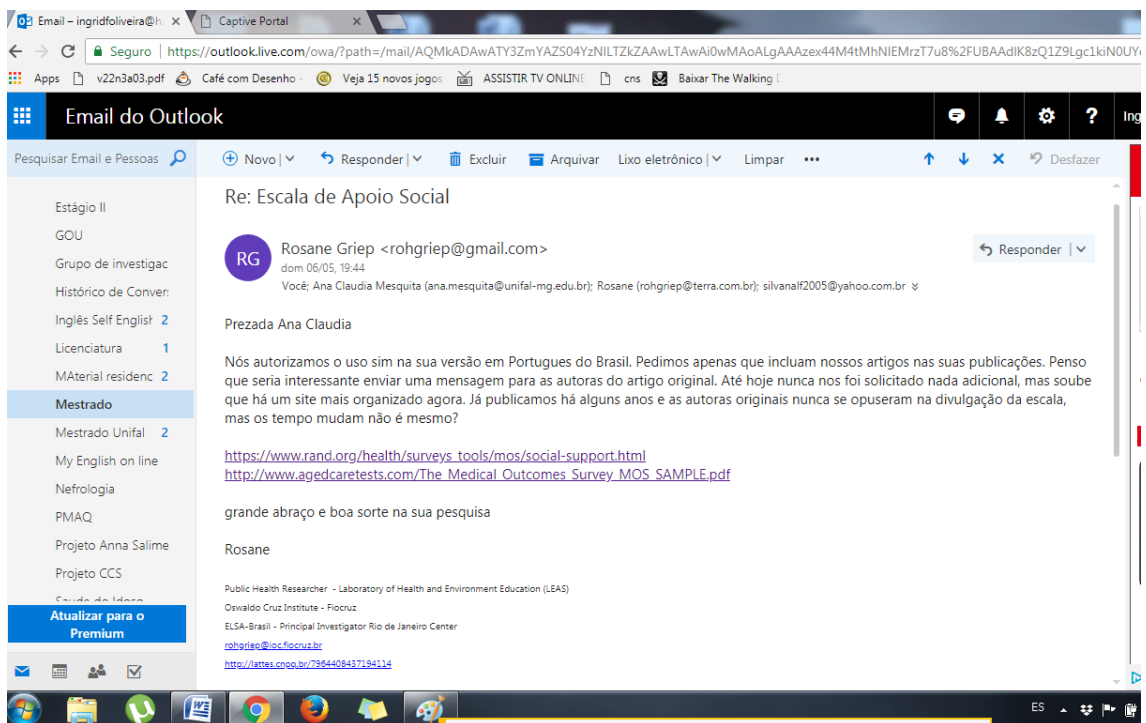 Email – ingridfoliveira@h
Captive Portal
Seguro | https://outlook.live.com/owa/?path=/mail/AQMkADAwATY3ZmYAZS04YzNILTZkZAAwLTAwAi0wMAoALgAAAzex44M4tMhNIEMrzT7u8%2FUBAAdIK8zQ1Z9Lgc1kiN0UY
Apps v22n3a03.pdf Café com Desenho - Veja 15 novos jogos ASSISTIR TV ONLINE cns Baixar The Walking
Email do Outlook
Ing
Pesquisar Email e Pessoas
Novo | Responder | Excluir Arquivar Lixo eletrônico | Limpar ••• Desfazer
Estágio II
GOU
Grupo de investigac
Histórico de Conver
Inglês Self English 2
Licenciatura 1
MAterial residenc 2
Mestrado
Mestrado Unifal 2
My English on line
Nefrologia
PMAQ
Projeto Anna Salime
Projeto CCS
Saude do Idoso
Atualizar para o
Premium
Re: Escala de Apoio Social
RG
Rosane Griep <rohgriep@gmail.com>
dom 06/05, 19:44
Você; Ana Claudia Mesquita (ana.mesquita@unifal-mg.edu.br); Rosane (rohgriep@terra.com.br); silvanalf2005@yahoo.com.br
Responder |
Prezada Ana Claudia
Nós autorizamos o uso sim na sua versão em Portugues do Brasil. Pedimos apenas que incluam nossos artigos nas suas publicações. Penso
que seria interessante enviar uma mensagem para as autoras do artigo original. Até hoje nunca nos foi solicitado nada adicional, mas soube
que há um site mais organizado agora. Já publicamos há alguns anos e as autoras originais nunca se opuseram na divulgação da escala,
mas os tempo mudam não é mesmo?
https://www.rand.org/health/surveys_tools/mos/social-support.html
http://www.agedcaretests.com/The_Medical_Outcomes_Survey_MOS_SAMPLE.pdf
grande abraço e boa sorte na sua pesquisa
Rosane
Public Health Researcher - Laboratory of Health and Environment Education (LEAS)
Oswaldo Cruz Institute - Fiocruz
ELSA-Brasil - Principal Investigator Rio de Janeiro Center
rohgriep@ioc.fiocruz.br
http://lattes.cnpq.br/7964408437194114
ES